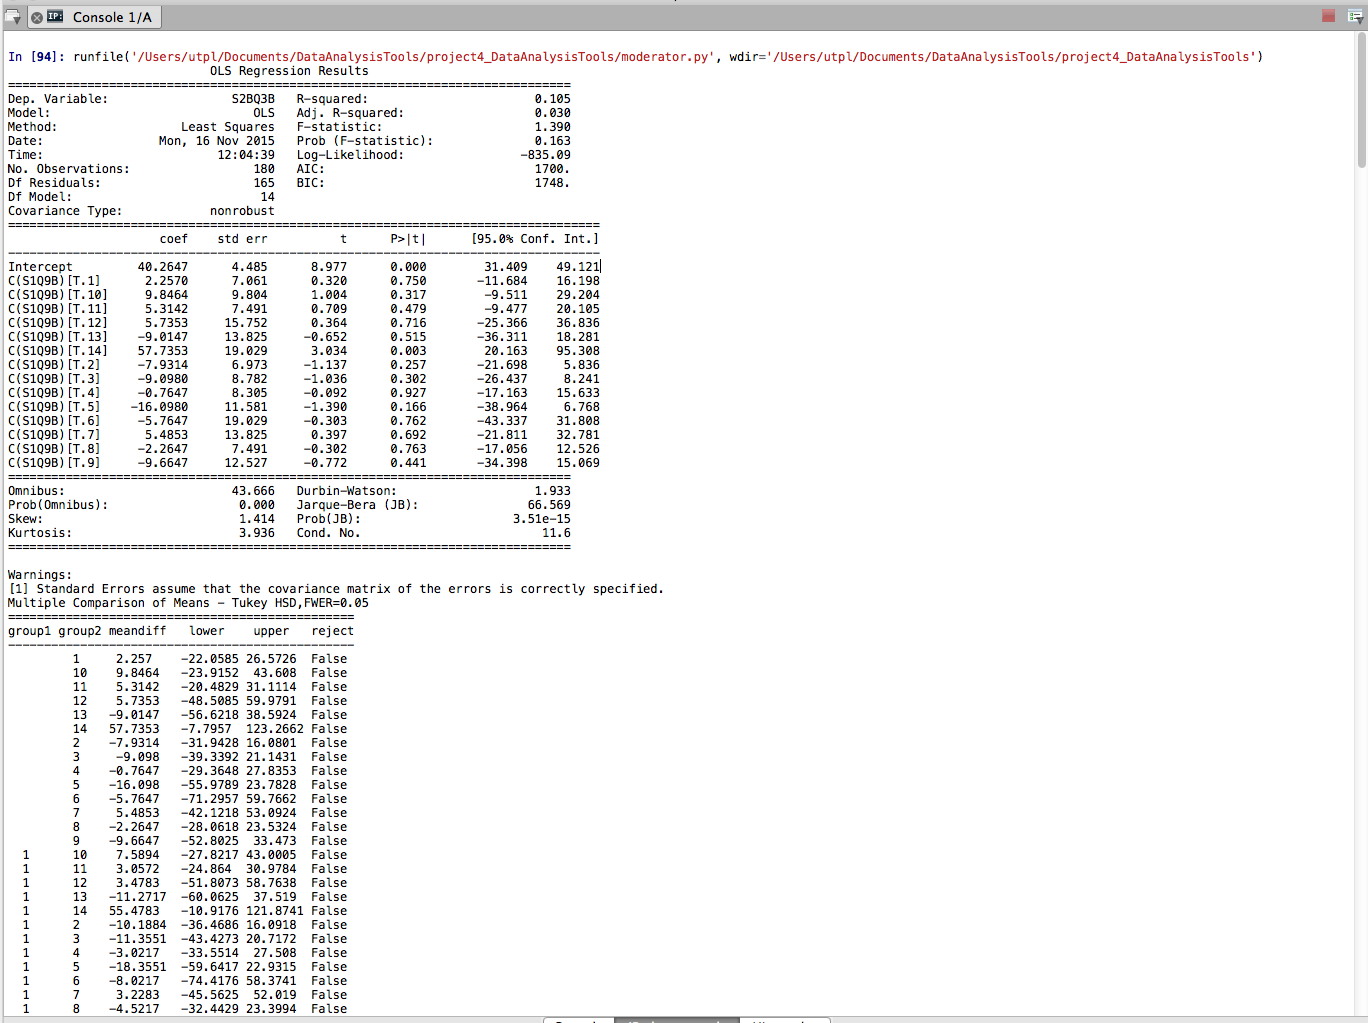 Console 1/A
In [94]: runfile('/Users/utpl/Documents/DataAnalysisTools/project4_DataAnalysisTools/moderator.py', wdir='/Users/utpl/Documents/DataAnalysisTools/project4_DataAnalysisTools')
OLS Regression Results
==============================================================================
Dep. Variable: S2BQ3B R-squared: 0.105
Model: OLS Adj. R-squared: 0.030
Method: Least Squares F-statistic: 1.390
Date: Mon, 16 Nov 2015 Prob (F-statistic): 0.163
Time: 12:04:39 Log-Likelihood: -835.09
No. Observations: 180 AIC: 1700.
Df Residuals: 165 BIC: 1748.
Df Model: 14
Covariance Type: nonrobust
==================================================================================
coef std err t P>|t| [95.0% Conf. Int.]
----------------------------------------------------------------------------------
Intercept 40.2647 4.485 8.977 0.000 31.409 49.121
C(S1Q9B)[T.1] 2.2570 7.061 0.320 0.750 -11.684 16.198
C(S1Q9B)[T.10] 9.8464 9.804 1.004 0.317 -9.511 29.204
C(S1Q9B)[T.11] 5.3142 7.491 0.709 0.479 -9.477 20.105
C(S1Q9B)[T.12] 5.7353 15.752 0.364 0.716 -25.366 36.836
C(S1Q9B)[T.13] -9.0147 13.825 -0.652 0.515 -36.311 18.281
C(S1Q9B)[T.14] 57.7353 19.029 3.034 0.003 20.163 95.308
C(S1Q9B)[T.2] -7.9314 6.973 -1.137 0.257 -21.698 5.836
C(S1Q9B)[T.3] -9.0980 8.782 -1.036 0.302 -26.437 8.241
C(S1Q9B)[T.4] -0.7647 8.305 -0.092 0.927 -17.163 15.633
C(S1Q9B)[T.5] -16.0980 11.581 -1.390 0.166 -38.964 6.768
C(S1Q9B)[T.6] -5.7647 19.029 -0.303 0.762 -43.337 31.808
C(S1Q9B)[T.7] 5.4853 13.825 0.397 0.692 -21.811 32.781
C(S1Q9B)[T.8] -2.2647 7.491 -0.302 0.763 -17.056 12.526
C(S1Q9B)[T.9] -9.6647 12.527 -0.772 0.441 -34.398 15.069
==============================================================================
Omnibus: 43.666 Durbin-Watson: 1.933
Prob(Omnibus): 0.000 Jarque-Bera (JB): 66.569
Skew: 1.414 Prob(JB): 3.51e-15
Kurtosis: 3.936 Cond. No. 11.6
==============================================================================
Warnings:
[1] Standard Errors assume that the covariance matrix of the errors is correctly specified.
Multiple Comparison of Means - Tukey HSD,FWER=0.05
================================================
group1 group2 meandiff lower upper reject
------------------------------------------------
1 2.257 -22.0585 26.5726 False
10 9.8464 -23.9152 43.608 False
11 5.3142 -20.4829 31.1114 False
12 5.7353 -48.5085 59.9791 False
13 -9.0147 -56.6218 38.5924 False
14 57.7353 -7.7957 123.2662 False
2 -7.9314 -31.9428 16.0801 False
3 -9.098 -39.3392 21.1431 False
4 -0.7647 -29.3648 27.8353 False
5 -16.098 -55.9789 23.7828 False
6 -5.7647 -71.2957 59.7662 False
7 5.4853 -42.1218 53.0924 False
8 -2.2647 -28.0618 23.5324 False
9 -9.6647 -52.8025 33.473 False
1 10 7.5894 -27.8217 43.0005 False
1 11 3.0572 -24.864 30.9784 False
1 12 3.4783 -51.8073 58.7638 False
1 13 -11.2717 -60.0625 37.519 False
1 14 55.4783 -10.9176 121.8741 False
1 2 -10.1884 -36.4686 16.0918 False
1 3 -11.3551 -43.4273 20.7172 False
1 4 -3.0217 -33.5514 27.508 False
1 5 -18.3551 -59.6417 22.9315 False
1 6 -8.0217 -74.4176 58.3741 False
1 7 3.2283 -45.5625 52.019 False
1 8 -4.5217 -32.4429 23.3994 False